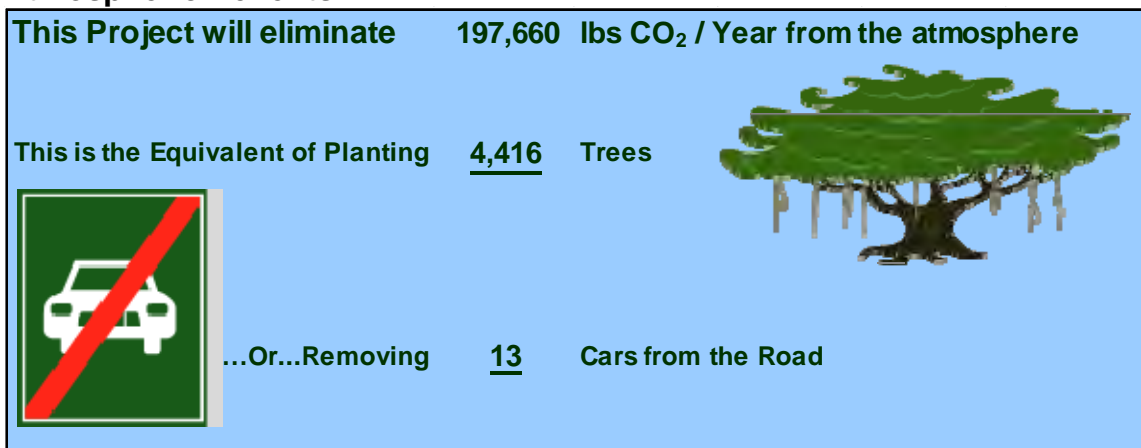 This Project will eliminate 197,660 lbs CO₂ / Year from the atmosphere
This is the Equivalent of Planting 4,416 Trees
...Or...Removing 13 Cars from the Road